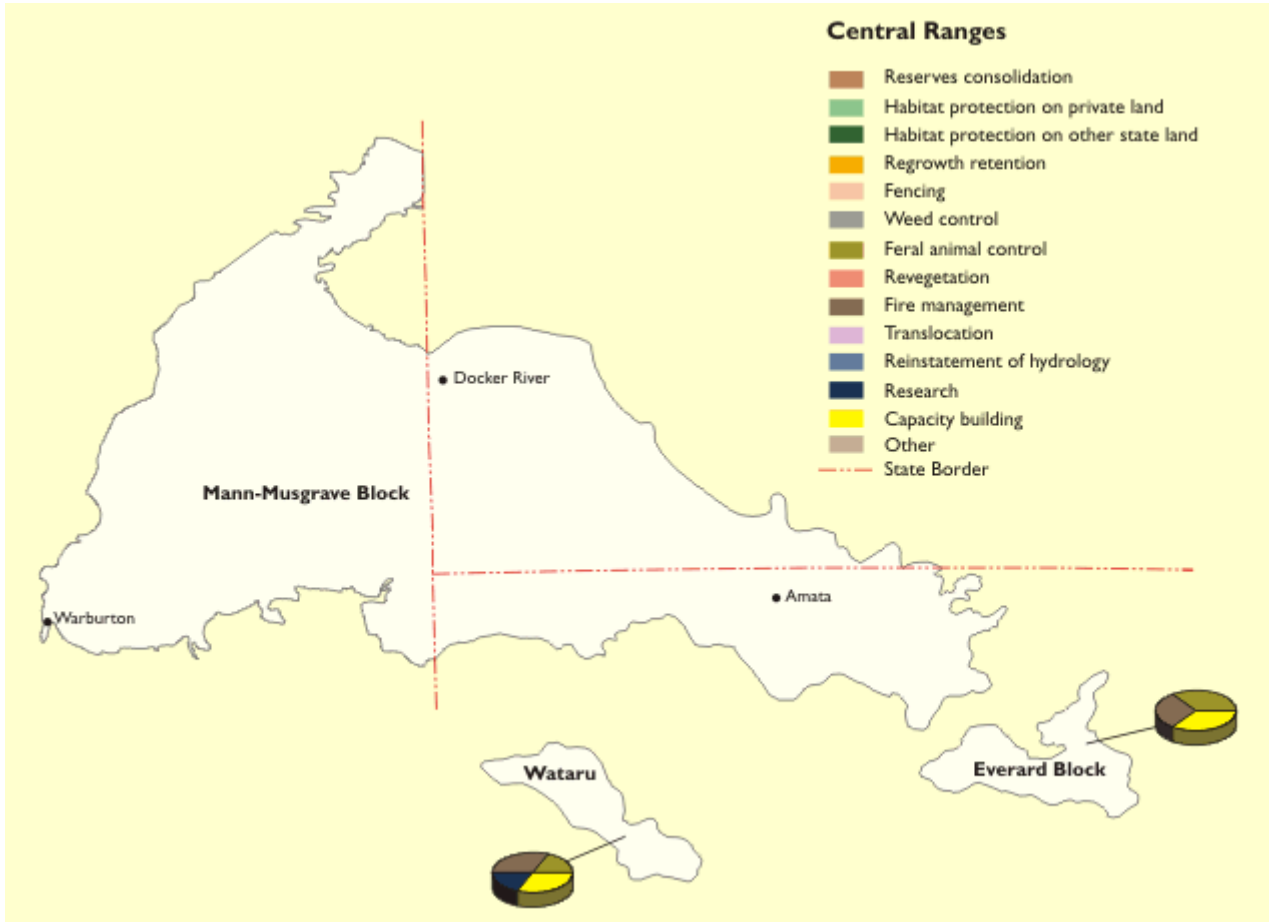 Central Ranges
Reserves consolidation
Habitat protection on private land
Habitat protection on other state land
Regrowth retention
Fencing
Weed control
Feral animal control
Revegetation
Fire management
Translocation
Reinstatement of hydrology
Research
Capacity building
Other
State Border
Docker River
Mann-Musgrave Block
Amata
Warburton
Wataru
Everard Block